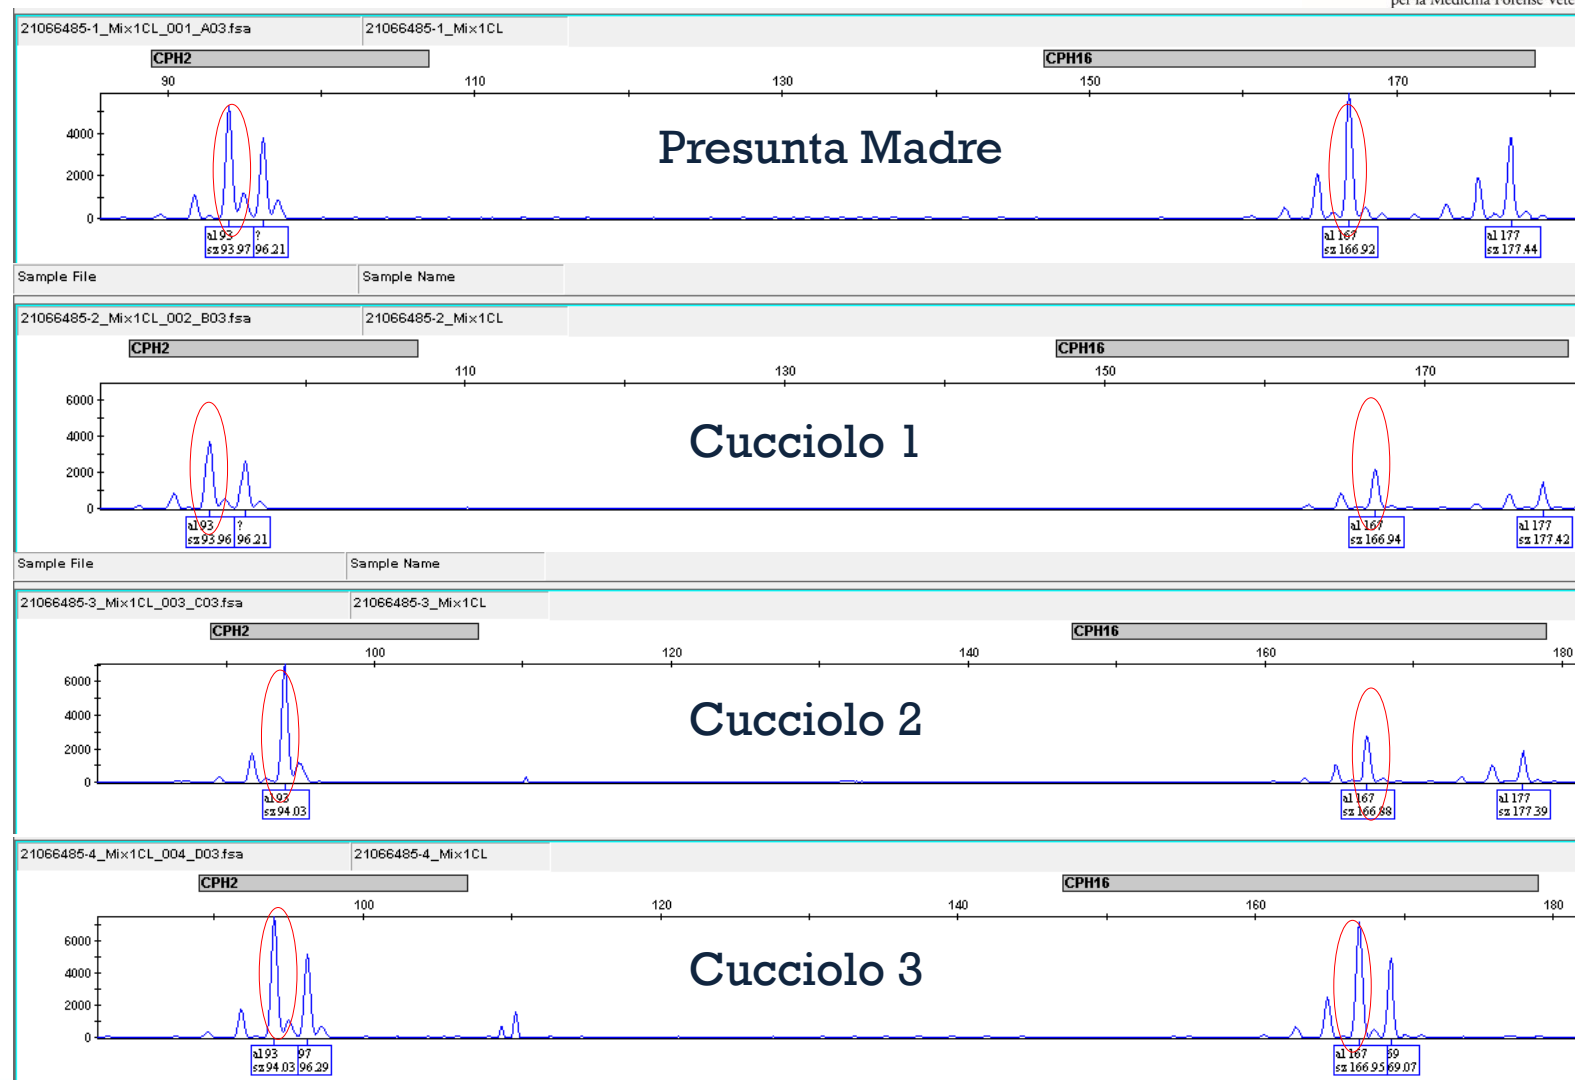 per la Medicina Forense Vete
21066485-1_Mix1CL_001_A03.fsa 21066485-1_Mix1CL
CPH2 CPH16
90 110 130 150 170
Presunta Madre
4000
2000
0
al 93 ? al 167 al 177
sz 93.97 96.21 sz 166.92 sz 177.44
Sample File Sample Name
21066485-2_Mix1CL_002_B03.fsa 21066485-2_Mix1CL
CPH2 CPH16
110 130 150 170
6000
Cucciolo 1
4000
2000
0
al 93 ? al 167 al 177
sz 93.96 96.21 sz 166.94 sz 177.42
Sample File Sample Name
21066485-3_Mix1CL_003_C03.fsa 21066485-3_Mix1CL
CPH2 CPH16
100 120 140 160 180
6000
Cucciolo 2
4000
2000
0
al 93 al 167 al 177
sz 94.03 sz 166.88 sz 177.39
21066485-4_Mix1CL_004_D03.fsa 21066485-4_Mix1CL
CPH2 CPH16
100 120 140 160 180
6000
Cucciolo 3
4000
2000
0
al 93 97 al 167 69
sz 94.03 96.29 sz 166.95 69.07